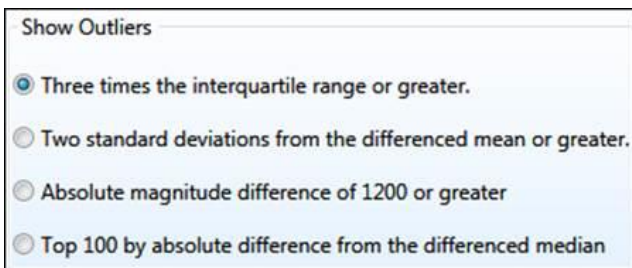 Show Outliers
Three times the interquartile range or greater.
Two standard deviations from the differenced mean or greater.
Absolute magnitude difference of 1200 or greater
Top 100 by absolute difference from the differenced median